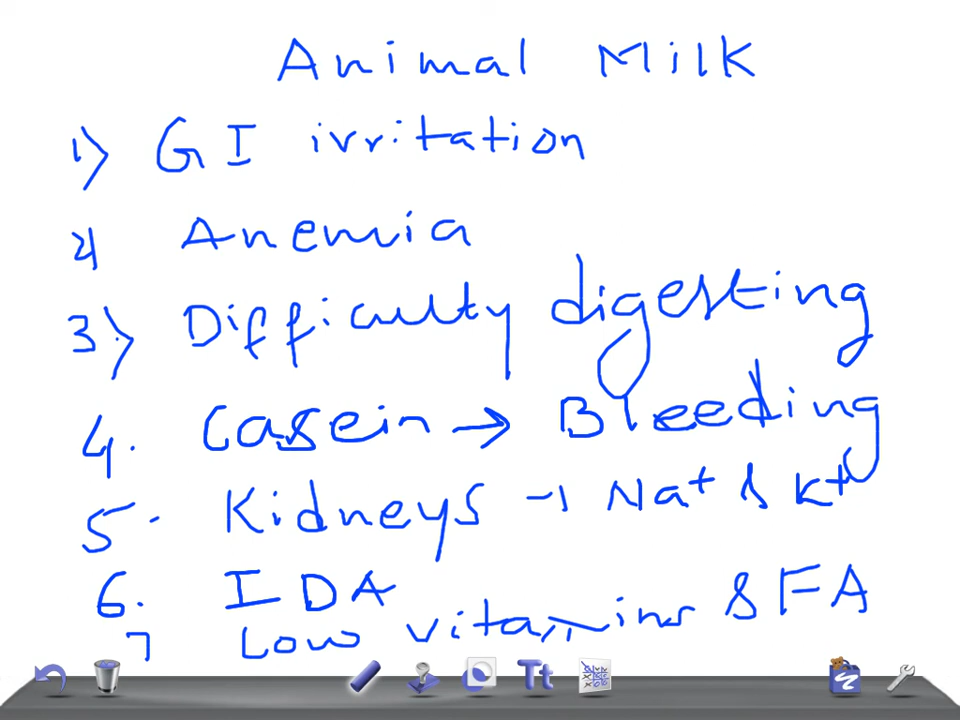 Animal Milk
1) GI irritation
2) Anemia
3) Difficulty digesting
4. Casein → Bleeding
5. Kidneys → Na+ & K+
6. IDA
7 Low vitamins & FA
Tt